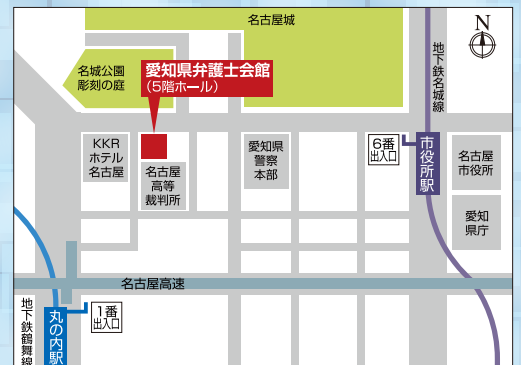 名古屋城
N
地下鉄名城線
名城公園
彫刻の庭
愛知県弁護士会館
(5階ホール)
KKR
ホテル
名古屋
名古屋
高等
裁判所
愛知県
警察
本部
6番
出入口
市役所駅
名古屋
市役所
愛知
県庁
名古屋高速
地下鉄鶴舞線
丸の内駅
1番
出入口